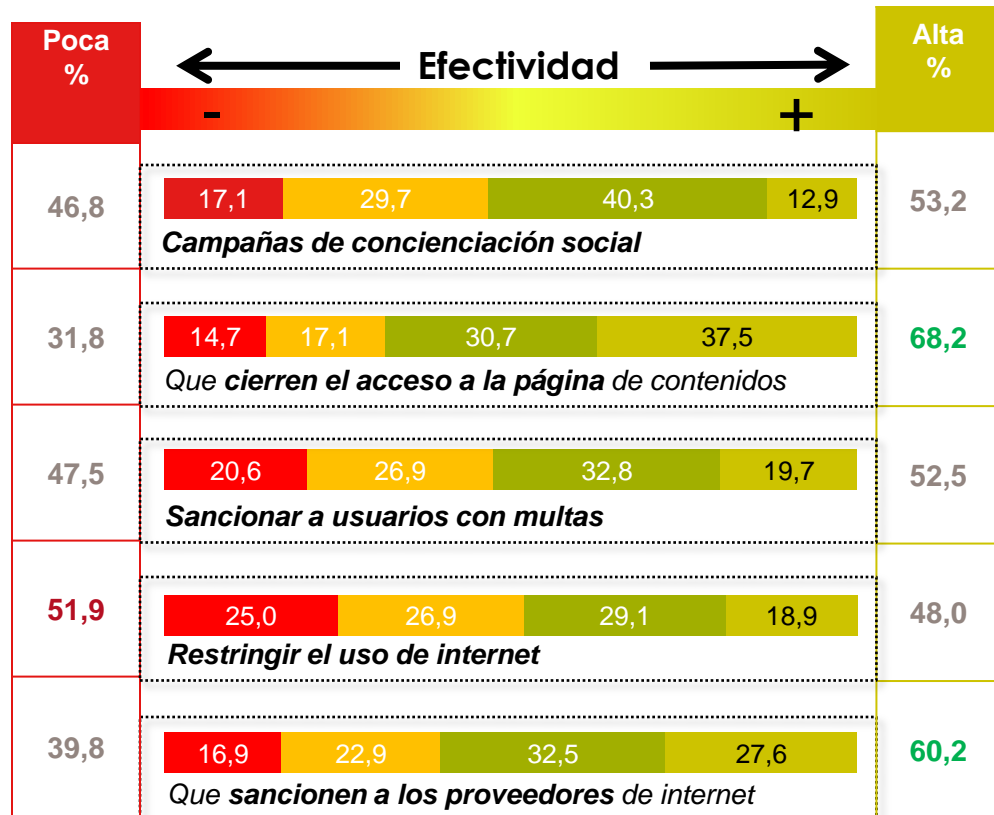 Poca
%
Efectividad
Alta
%
-
+
46,8
17,1 29,7 40,3 12,9
53,2
Campañas de concienciación social
31,8
14,7 17,1 30,7 37,5
68,2
Que cierren el acceso a la página de contenidos
47,5
20,6 26,9 32,8 19,7
52,5
Sancionar a usuarios con multas
51,9
25,0 26,9 29,1 18,9
48,0
Restringir el uso de internet
39,8
16,9 22,9 32,5 27,6
60,2
Que sancionen a los proveedores de internet